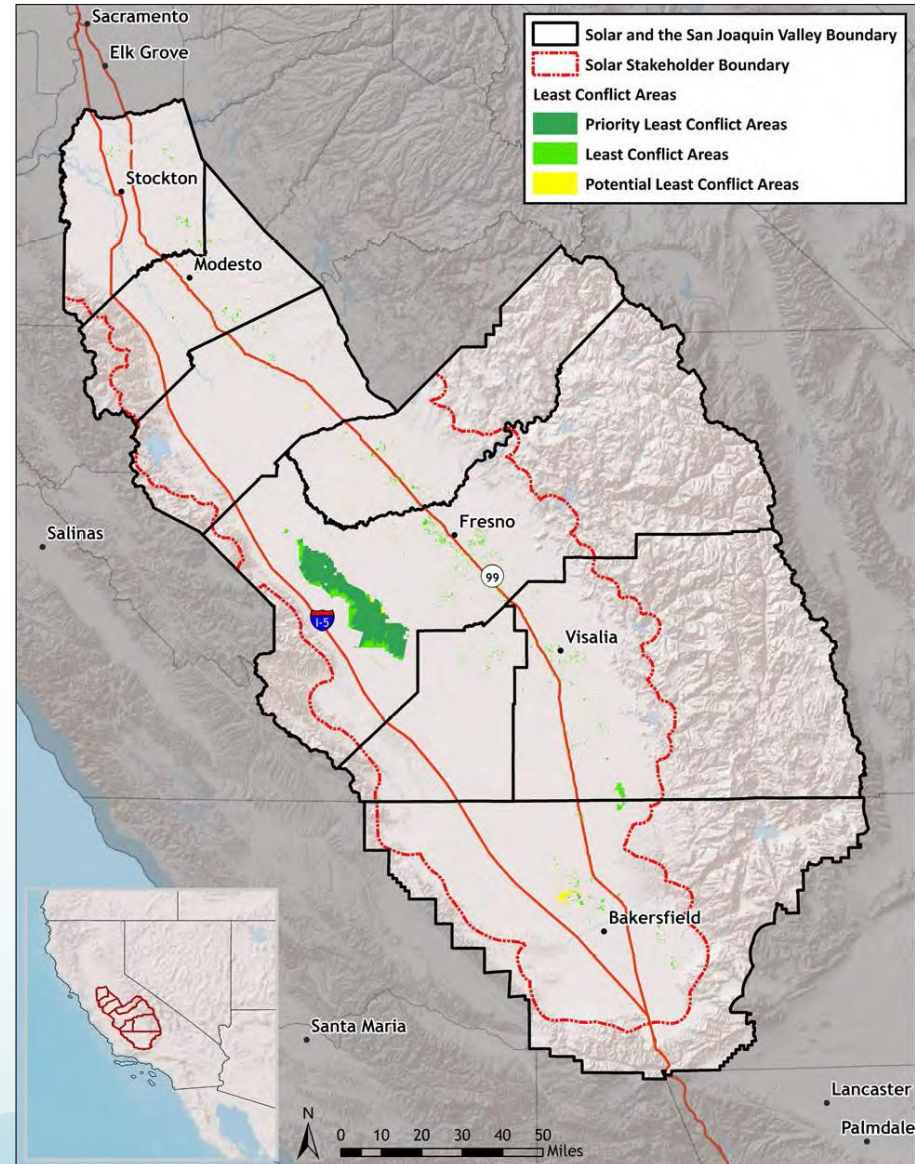 Sacramento
Elk Grove
Solar and the San Joaquin Valley Boundary
Solar Stakeholder Boundary
Least Conflict Areas
Priority Least Conflict Areas
Least Conflict Areas
Potential Least Conflict Areas
Stockton
Modesto
Salinas
Fresno
99
I-5
Visalia
Bakersfield
Santa Maria
Lancaster
Palmdale
N
0 10 20 30 40 50
Miles